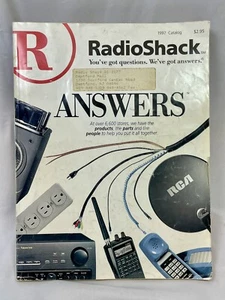 1997 Catalog $2.95
R
RadioShack
You've got questions. We've got answers.
ANSWERS
At over 6,600 stores, we have the
products, the parts and the
people to help you put it all together.
RCA